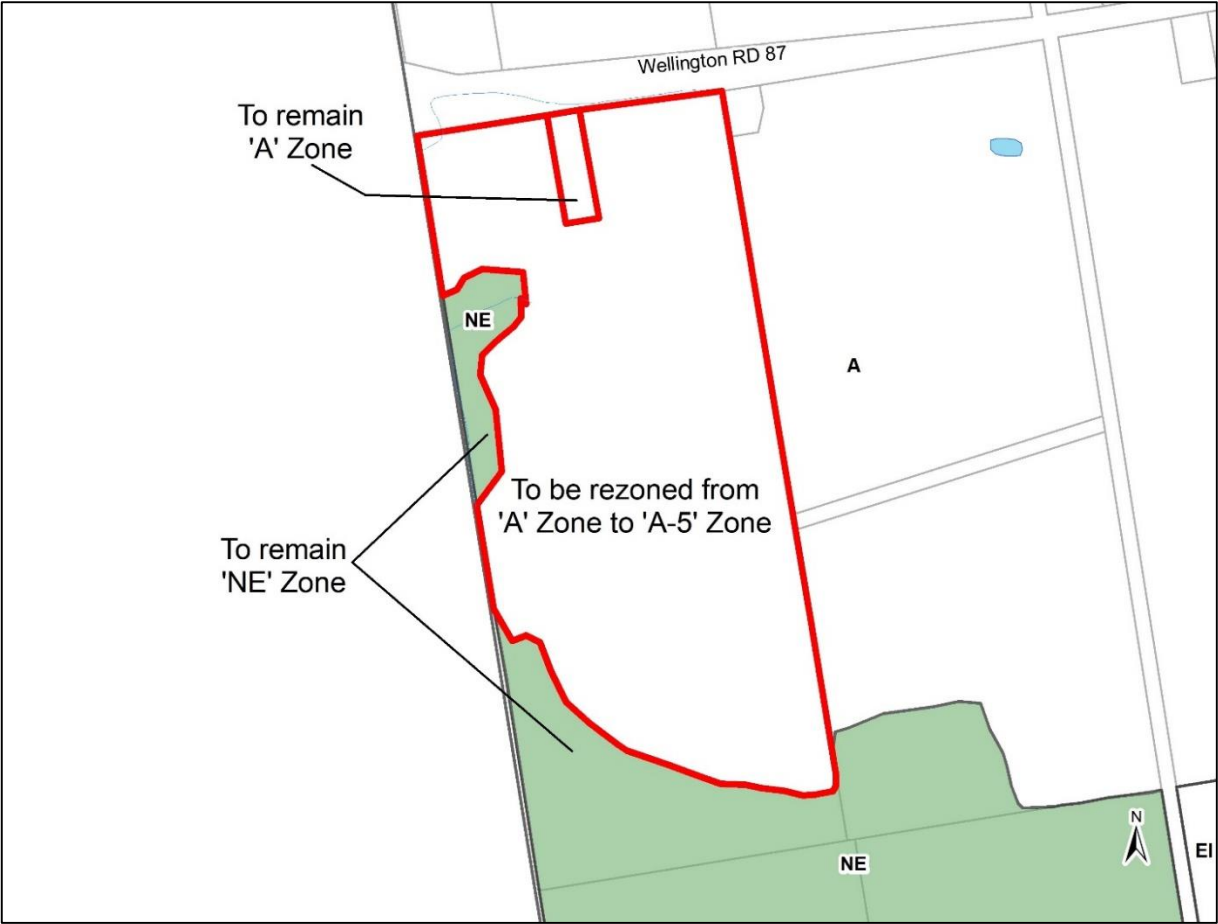 Wellington RD 87
To remain
'A' Zone
NE
A
To be rezoned from
'A' Zone to 'A-5' Zone
To remain
'NE' Zone
N
NE
EI